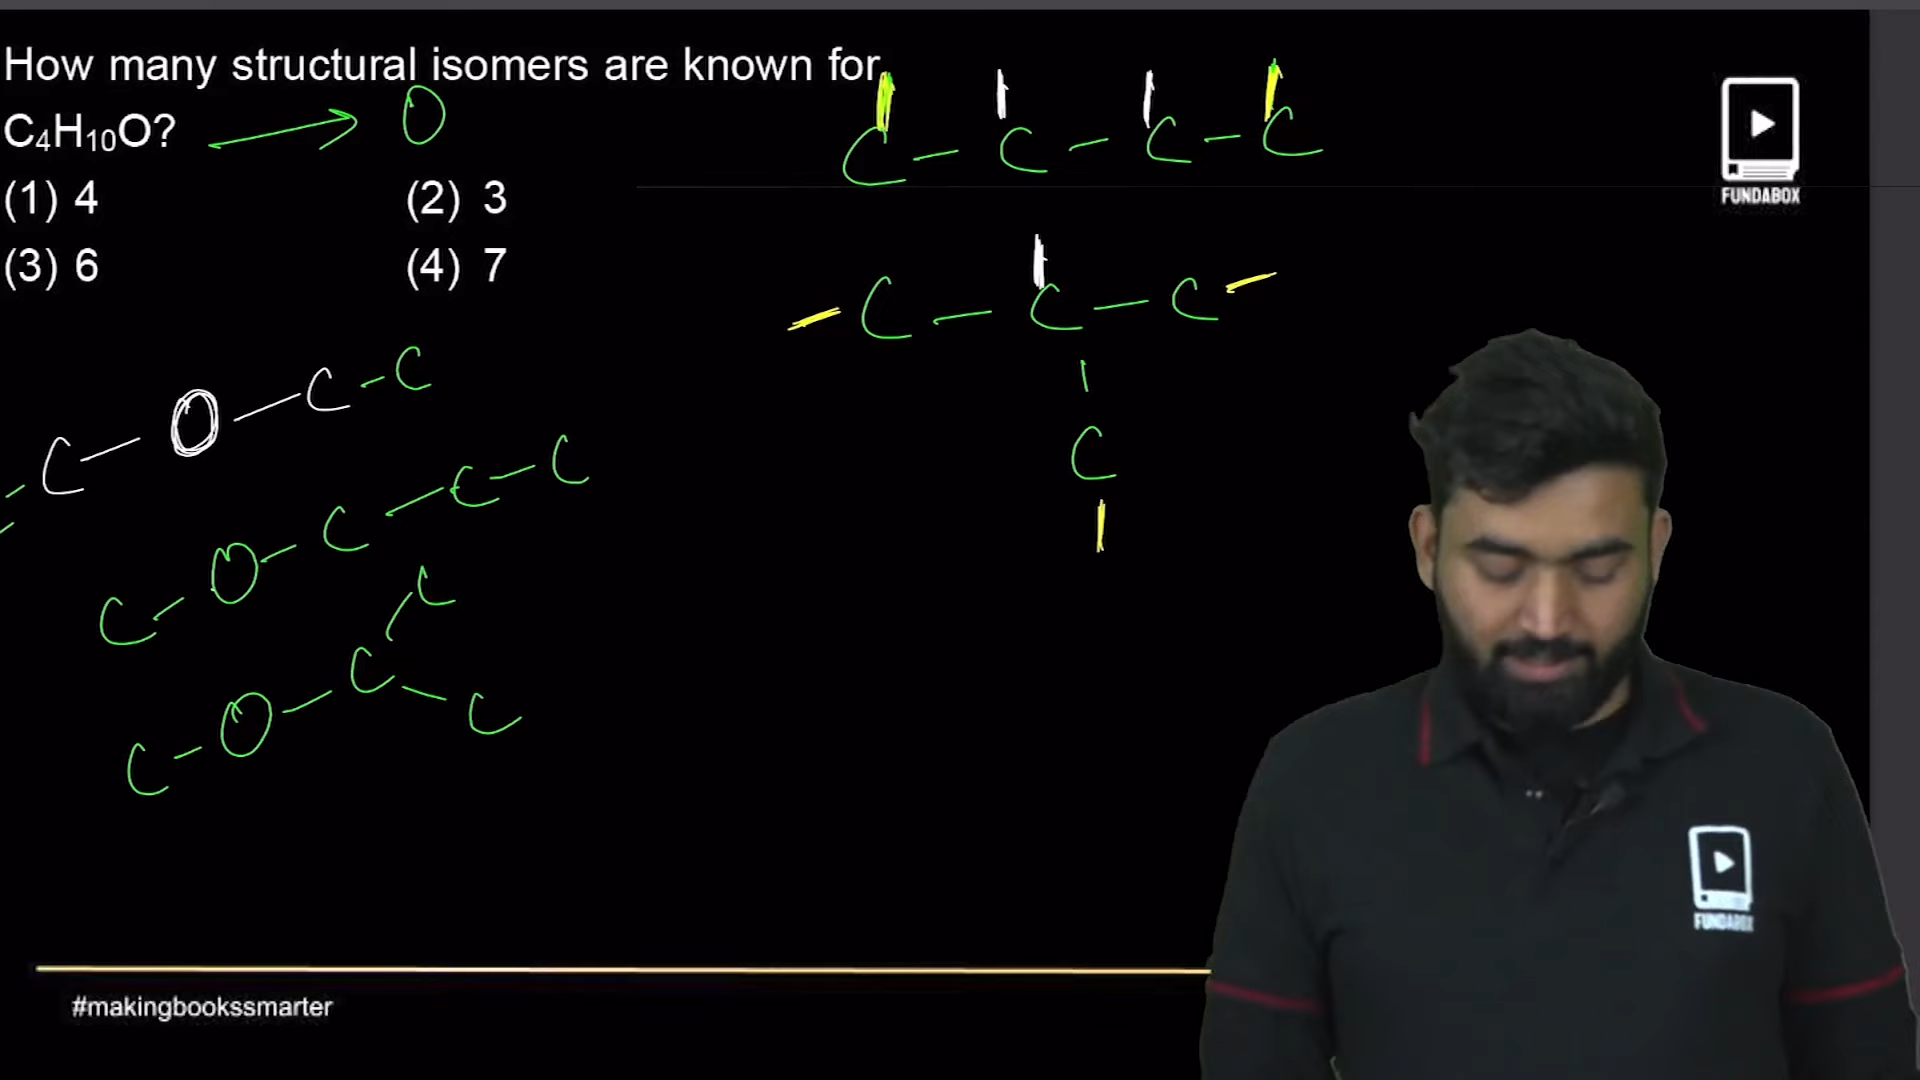 How many structural isomers are known for
C₄H₁₀O? → O
(1) 4 (2) 3
(3) 6 (4) 7
C - C - C - C
C - C - C
C
C - O - C - C
C - O - C - C - C
C
C - O - C - C
FUNDABOX
FUNDABOX
#makingbookssmarter